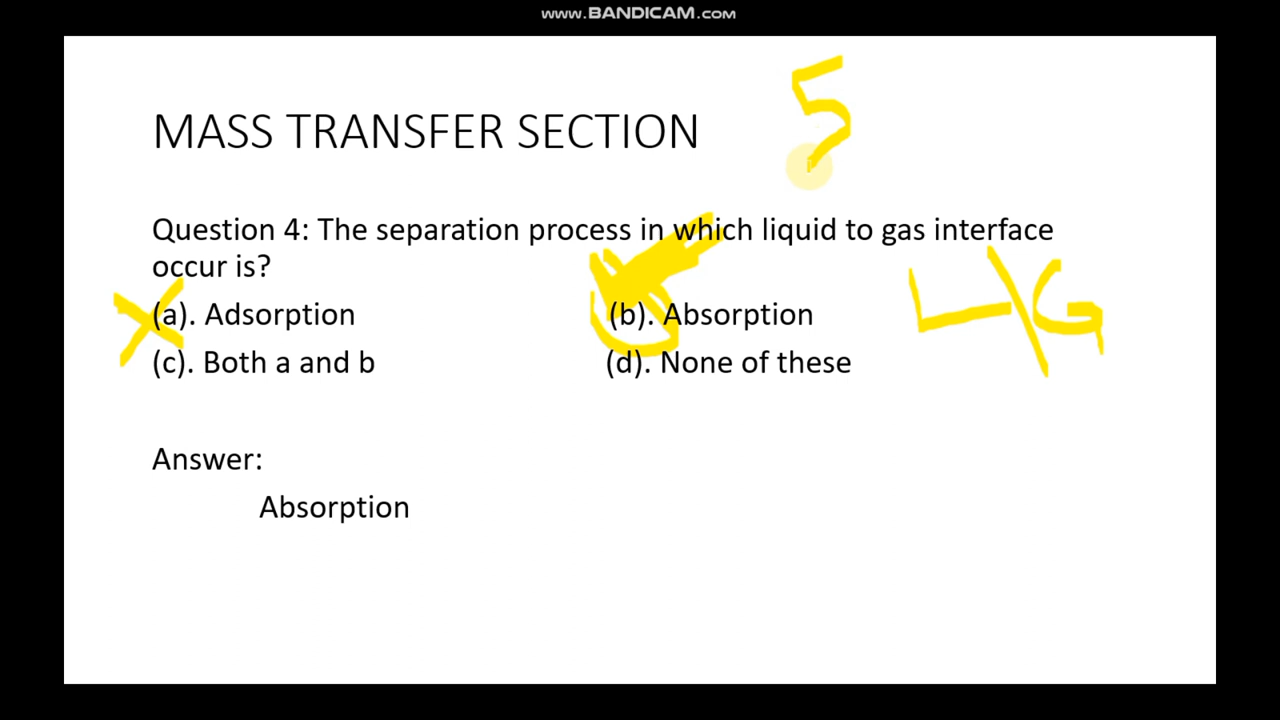 www.BANDICAM.com
5
MASS TRANSFER SECTION
Question 4: The separation process in which liquid to gas interface
occur is?
(a). Adsorption (b). Absorption
L/G
(c). Both a and b (d). None of these
Answer:
Absorption